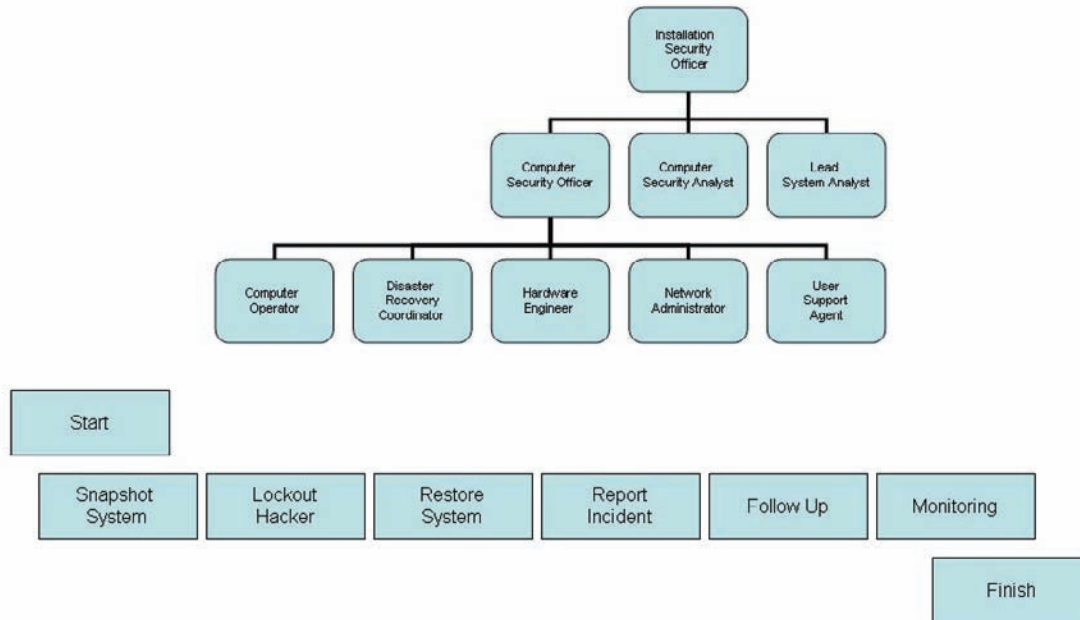 Installation
Security
Officer
Computer
Security Officer
Computer
Security Analyst
Lead
System Analyst
Computer
Operator
Disaster
Recovery
Coordinator
Hardware
Engineer
Network
Administrator
User
Support
Agent
Start
Snapshot
System
Lockout
Hacker
Restore
System
Report
Incident
Follow Up
Monitoring
Finish